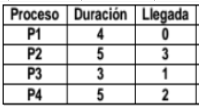 Proceso Duración Llegada
P1 4 0
P2 5 3
P3 3 1
P4 5 2